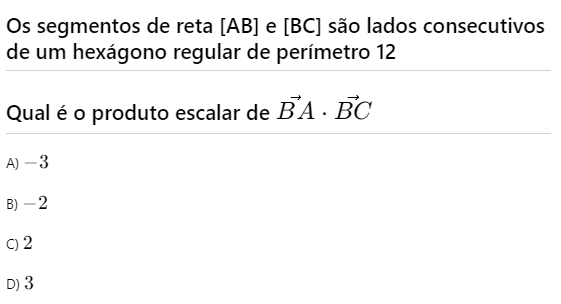 Os segmentos de reta [AB] e [BC] são lados consecutivos
de um hexágono regular de perímetro 12
Qual é o produto escalar de $\vec{BA} \cdot \vec{BC}$
A) −3
B) −2
C) 2
D) 3